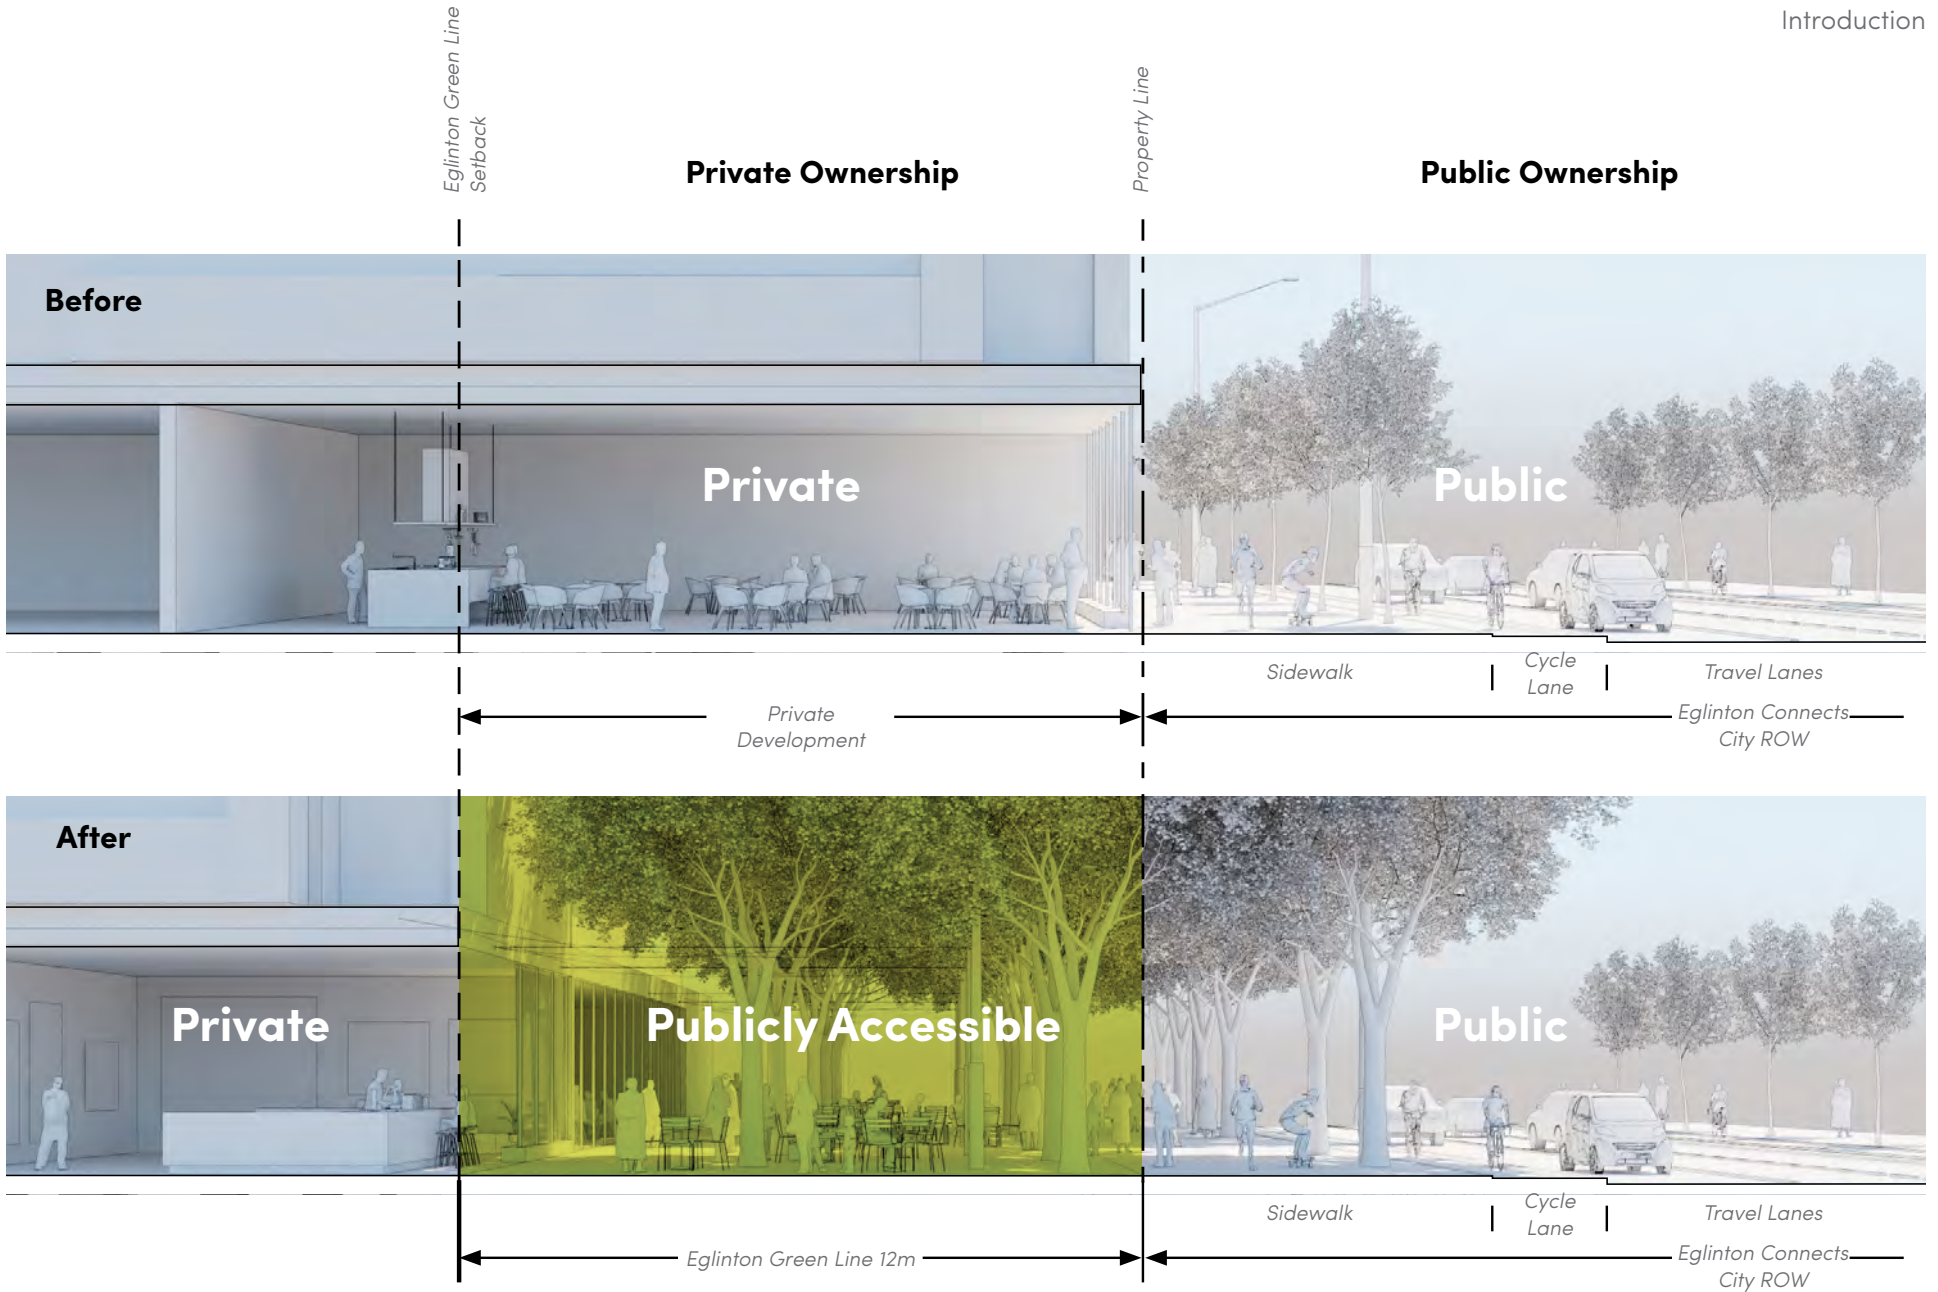 Introduction
Eglinton Green Line
Setback
Property Line
Private Ownership
Public Ownership
Before
Private
Public
Sidewalk
Cycle
Lane
Travel Lanes
Private
Development
Eglinton Connects
City ROW
After
Private
Publicly Accessible
Public
Sidewalk
Cycle
Lane
Travel Lanes
Eglinton Green Line 12m
Eglinton Connects
City ROW